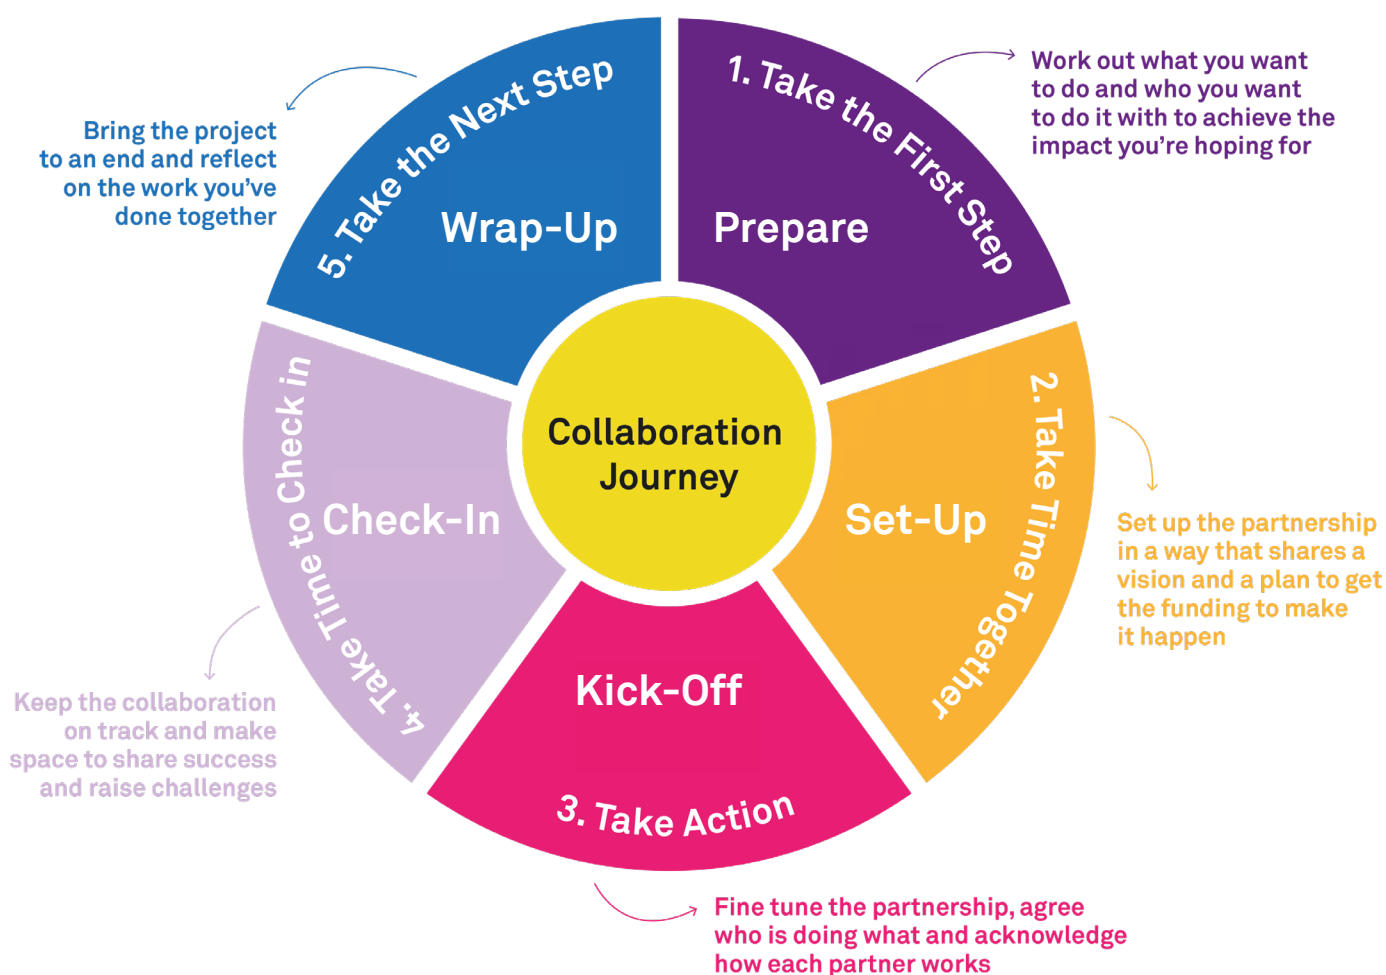 1. Take the First Step
Prepare
Work out what you want
to do and who you want
to do it with to achieve the
impact you’re hoping for
2. Take Time Together
Set-Up
Set up the partnership
in a way that shares a
vision and a plan to get
the funding to make
it happen
3. Take Action
Kick-Off
Fine tune the partnership, agree
who is doing what and acknowledge
how each partner works
4. Take Time to Check in
Check-In
Keep the collaboration
on track and make
space to share success
and raise challenges
5. Take the Next Step
Wrap-Up
Bring the project
to an end and reflect
on the work you’ve
done together
Collaboration
Journey